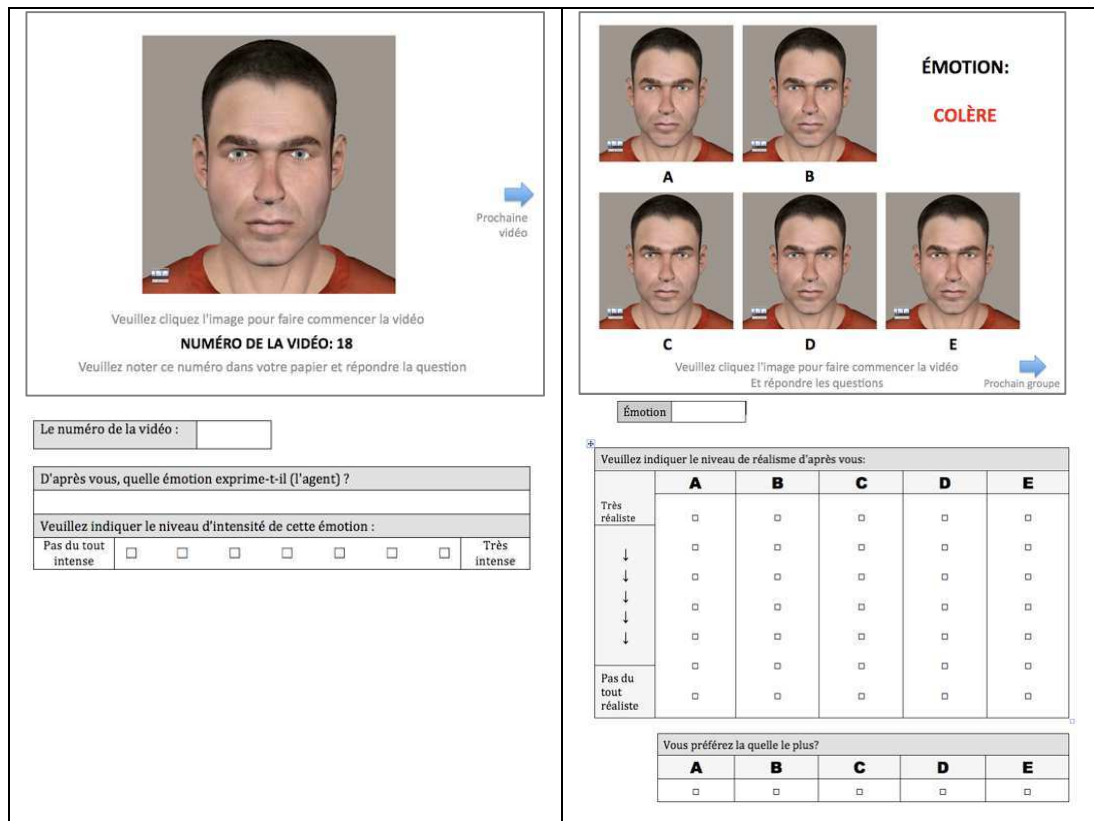 Prochaine
vidéo
Veuillez cliquez l'image pour faire commencer la vidéo
NUMÉRO DE LA VIDÉO: 18
Veuillez noter ce numéro dans votre papier et répondre la question
Le numéro de la vidéo :
D'après vous, quelle émotion exprime-t-il (l'agent) ?
Veuillez indiquer le niveau d'intensité de cette émotion :
Pas du tout
intense
Très
intense
ÉMOTION:
COLÈRE
A B
C D E
Veuillez cliquez l'image pour faire commencer la vidéo
Et répondre les questions
Prochain groupe
Émotion
Veuillez indiquer le niveau de réalisme d'après vous:
A B C D E
Très
réaliste
↓
↓
↓
↓
↓
Pas du
tout
réaliste
Vous préférez la quelle le plus?
A B C D E